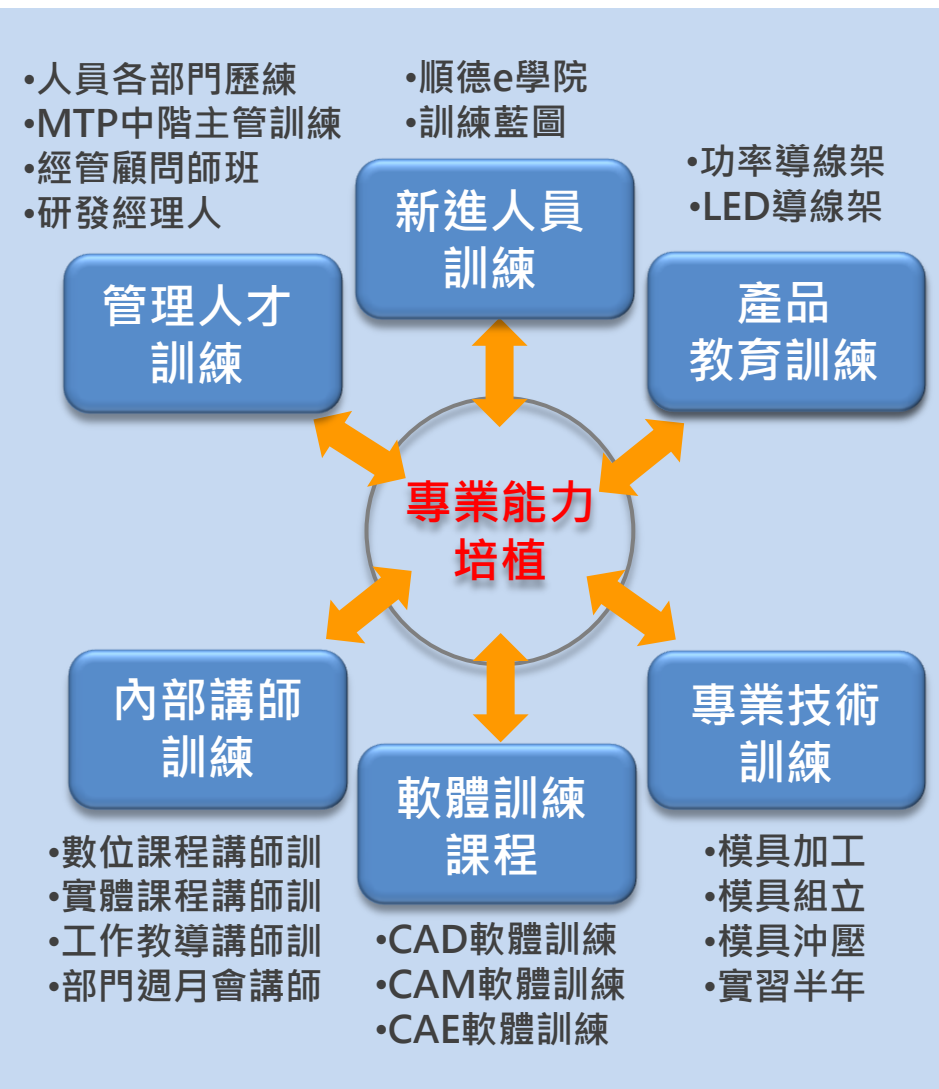 •人員各部門歷練
•MTP中階主管訓練
•經管顧問師班
•研發經理人
管理人才
訓練
•順德e學院
•訓練藍圖
新進人員
訓練
•功率導線架
•LED導線架
產品
教育訓練
專業能力
培植
內部講師
訓練
•數位課程講師訓
•實體課程講師訓
•工作教導講師訓
•部門週月會講師
軟體訓練
課程
•CAD軟體訓練
•CAM軟體訓練
•CAE軟體訓練
專業技術
訓練
•模具加工
•模具組立
•模具沖壓
•實習半年